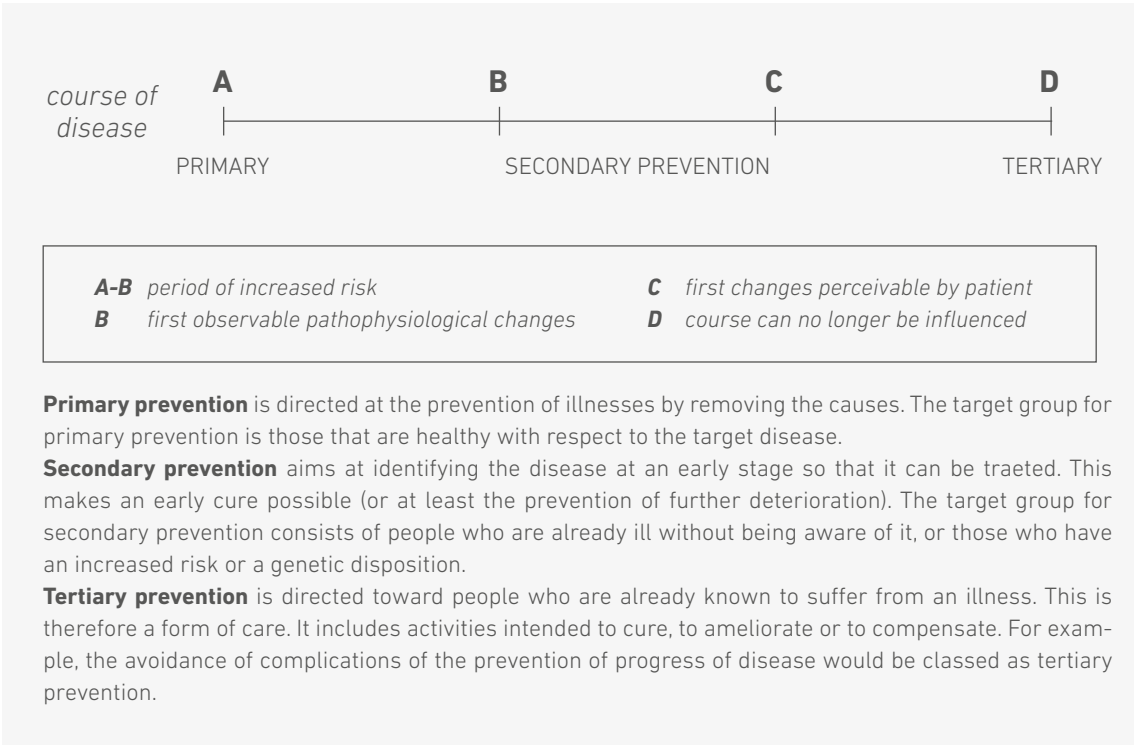 course of
disease
A B C D
PRIMARY SECONDARY PREVENTION TERTIARY
A-B period of increased risk
B first observable pathophysiological changes
C first changes perceivable by patient
D course can no longer be influenced
Primary prevention is directed at the prevention of illnesses by removing the causes. The target group for
primary prevention is those that are healthy with respect to the target disease.
Secondary prevention aims at identifying the disease at an early stage so that it can be traeted. This
makes an early cure possible (or at least the prevention of further deterioration). The target group for
secondary prevention consists of people who are already ill without being aware of it, or those who have
an increased risk or a genetic disposition.
Tertiary prevention is directed toward people who are already known to suffer from an illness. This is
therefore a form of care. It includes activities intended to cure, to ameliorate or to compensate. For exam-
ple, the avoidance of complications of the prevention of progress of disease would be classed as tertiary
prevention.